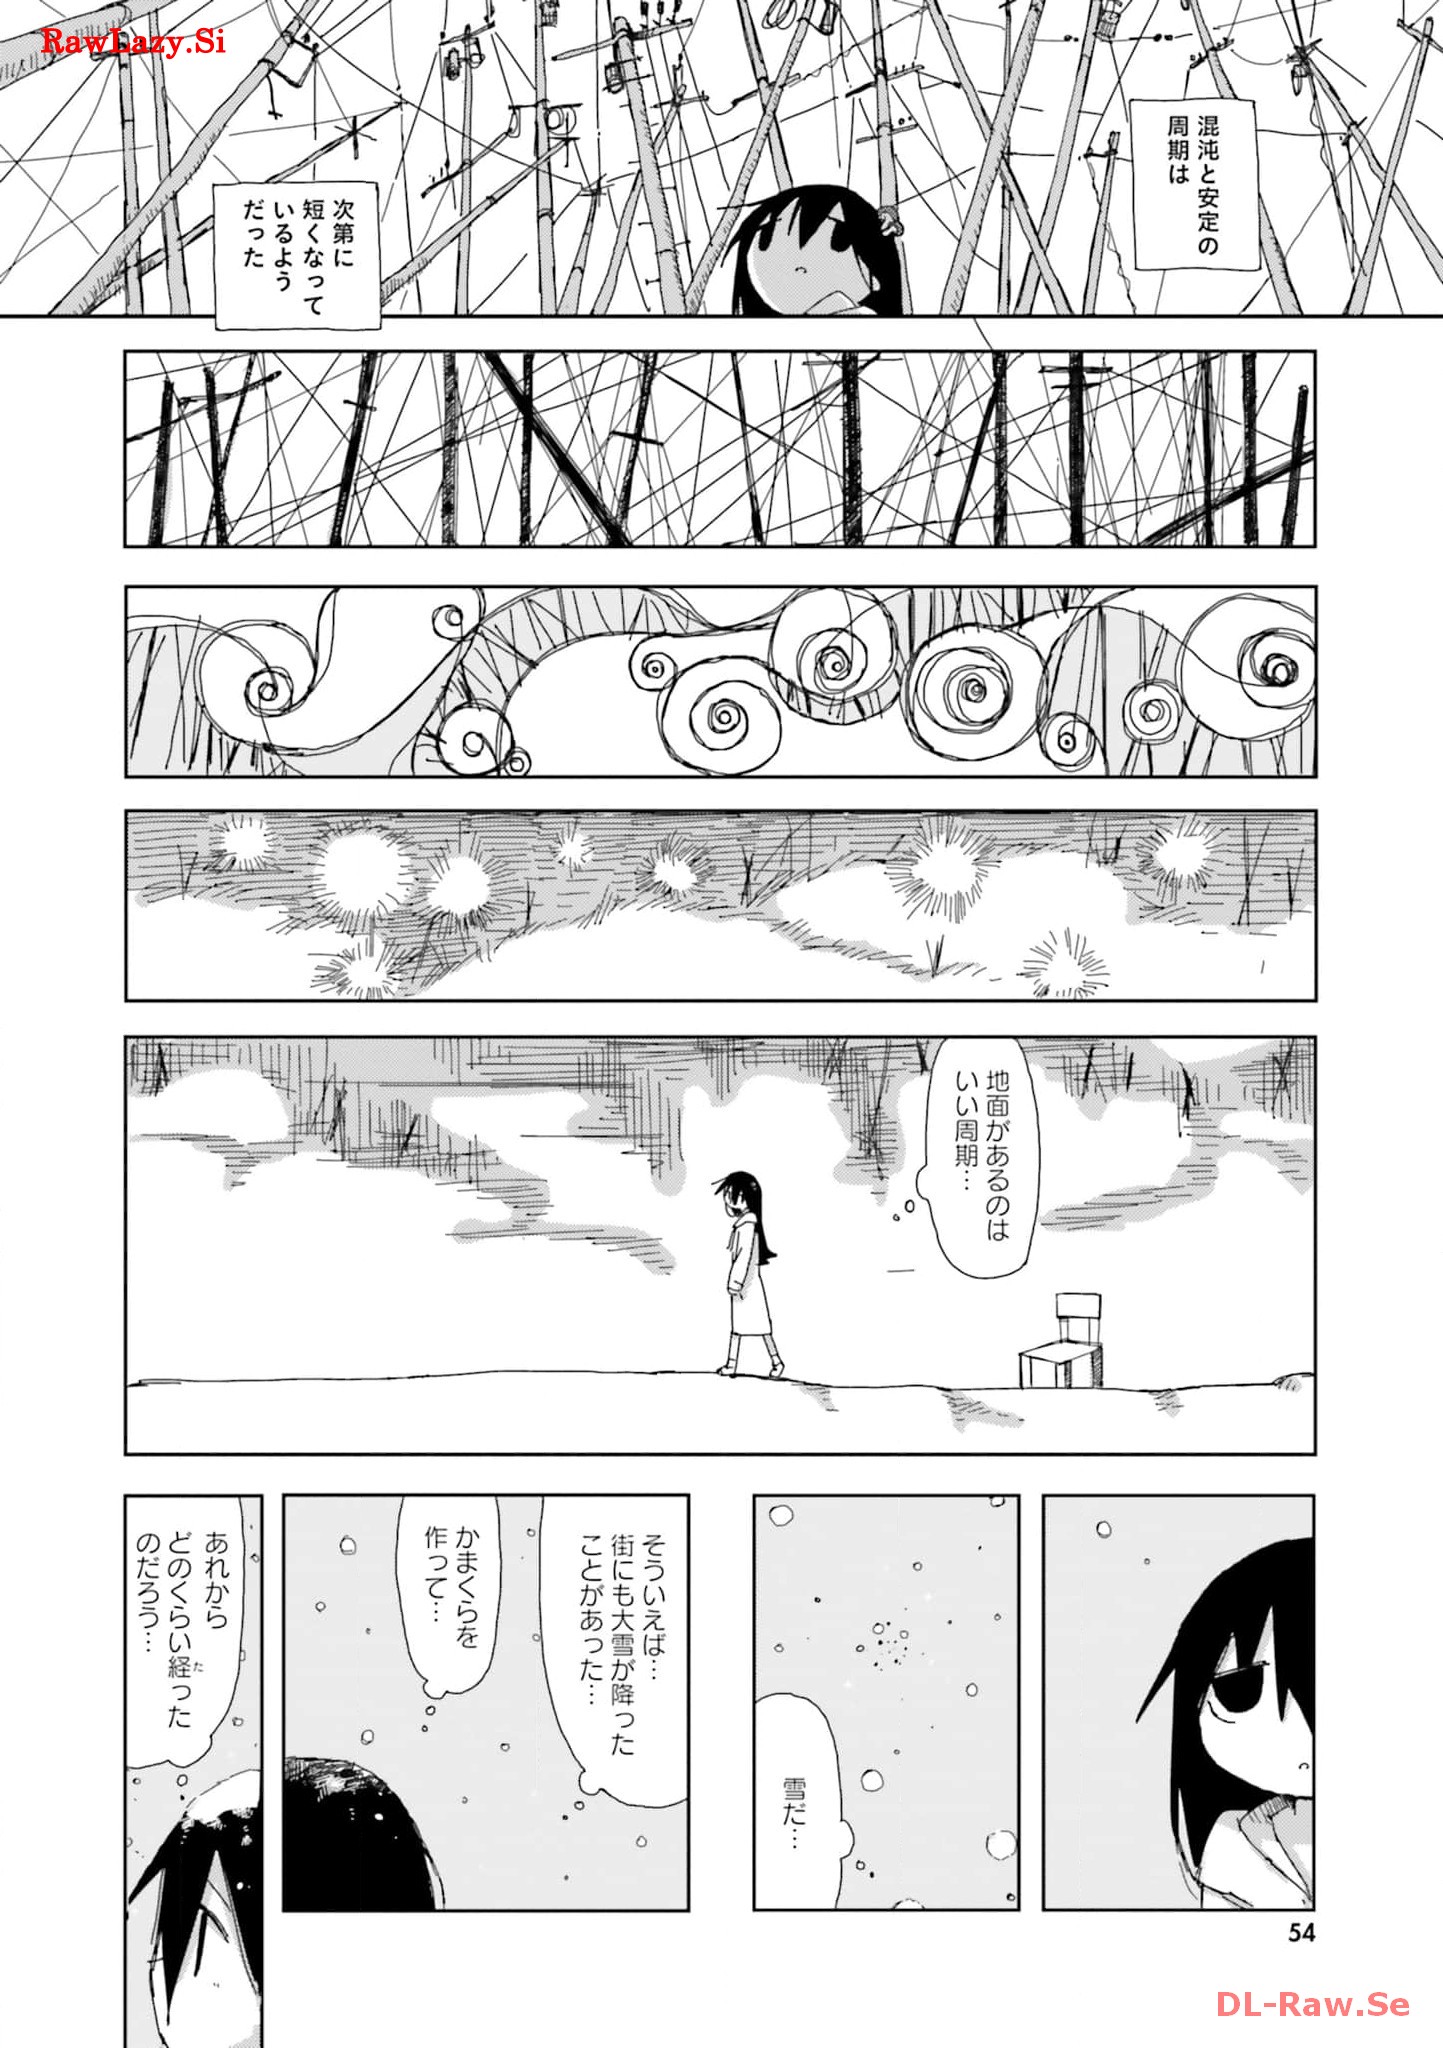 RawLazy.Si
混沌と安定の
周期は
次第に
短くなって
いるよう
だった
地面があるのは
いい周期…
雪だ…
そういえば…
街にも大雪が降った
ことがあった…
かまくらを
作って…
あれから
どのくらい経った
た
のだろう…
54
DL-Raw.Se